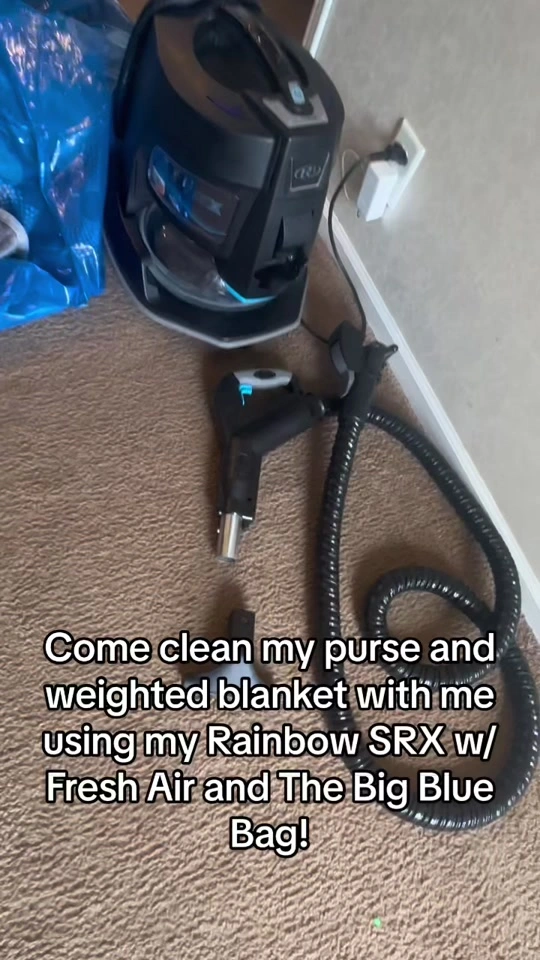 Come clean my purse and
weighted blanket with me
using my Rainbow SRX w/
Fresh Air and The Big Blue
Bag!